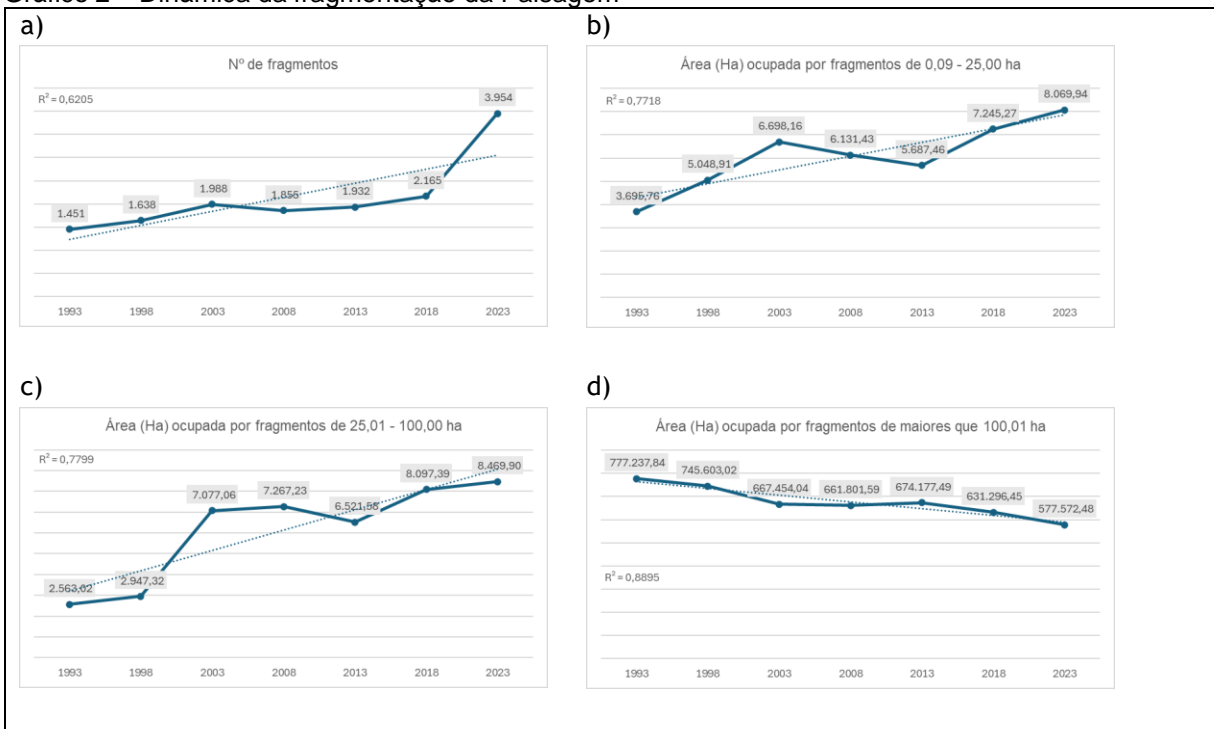 Gráfico 2 – Dinâmica da fragmentação da Paisagem
a)
Nº de fragmentos
R² = 0,6205
1.451
1.638
1.988
1.855
1.932
2.165
3.954
1993 1998 2003 2008 2013 2018 2023
b)
Área (Ha) ocupada por fragmentos de 0,09 - 25,00 ha
R² = 0,7718
3.695,76
5.048,91
6.698,16
6.131,43
5.687,46
7.245,27
8.069,94
1993 1998 2003 2008 2013 2018 2023
c)
Área (Ha) ocupada por fragmentos de 25,01 - 100,00 ha
R² = 0,7799
2.563,02
2.947,32
7.077,06
7.267,23
6.521,58
8.097,39
8.469,90
1993 1998 2003 2008 2013 2018 2023
d)
Área (Ha) ocupada por fragmentos de maiores que 100,01 ha
777.237,84
745.603,02
667.454,04
661.801,59
674.177,49
631.296,45
577.572,48
R² = 0,8895
1993 1998 2003 2008 2013 2018 2023